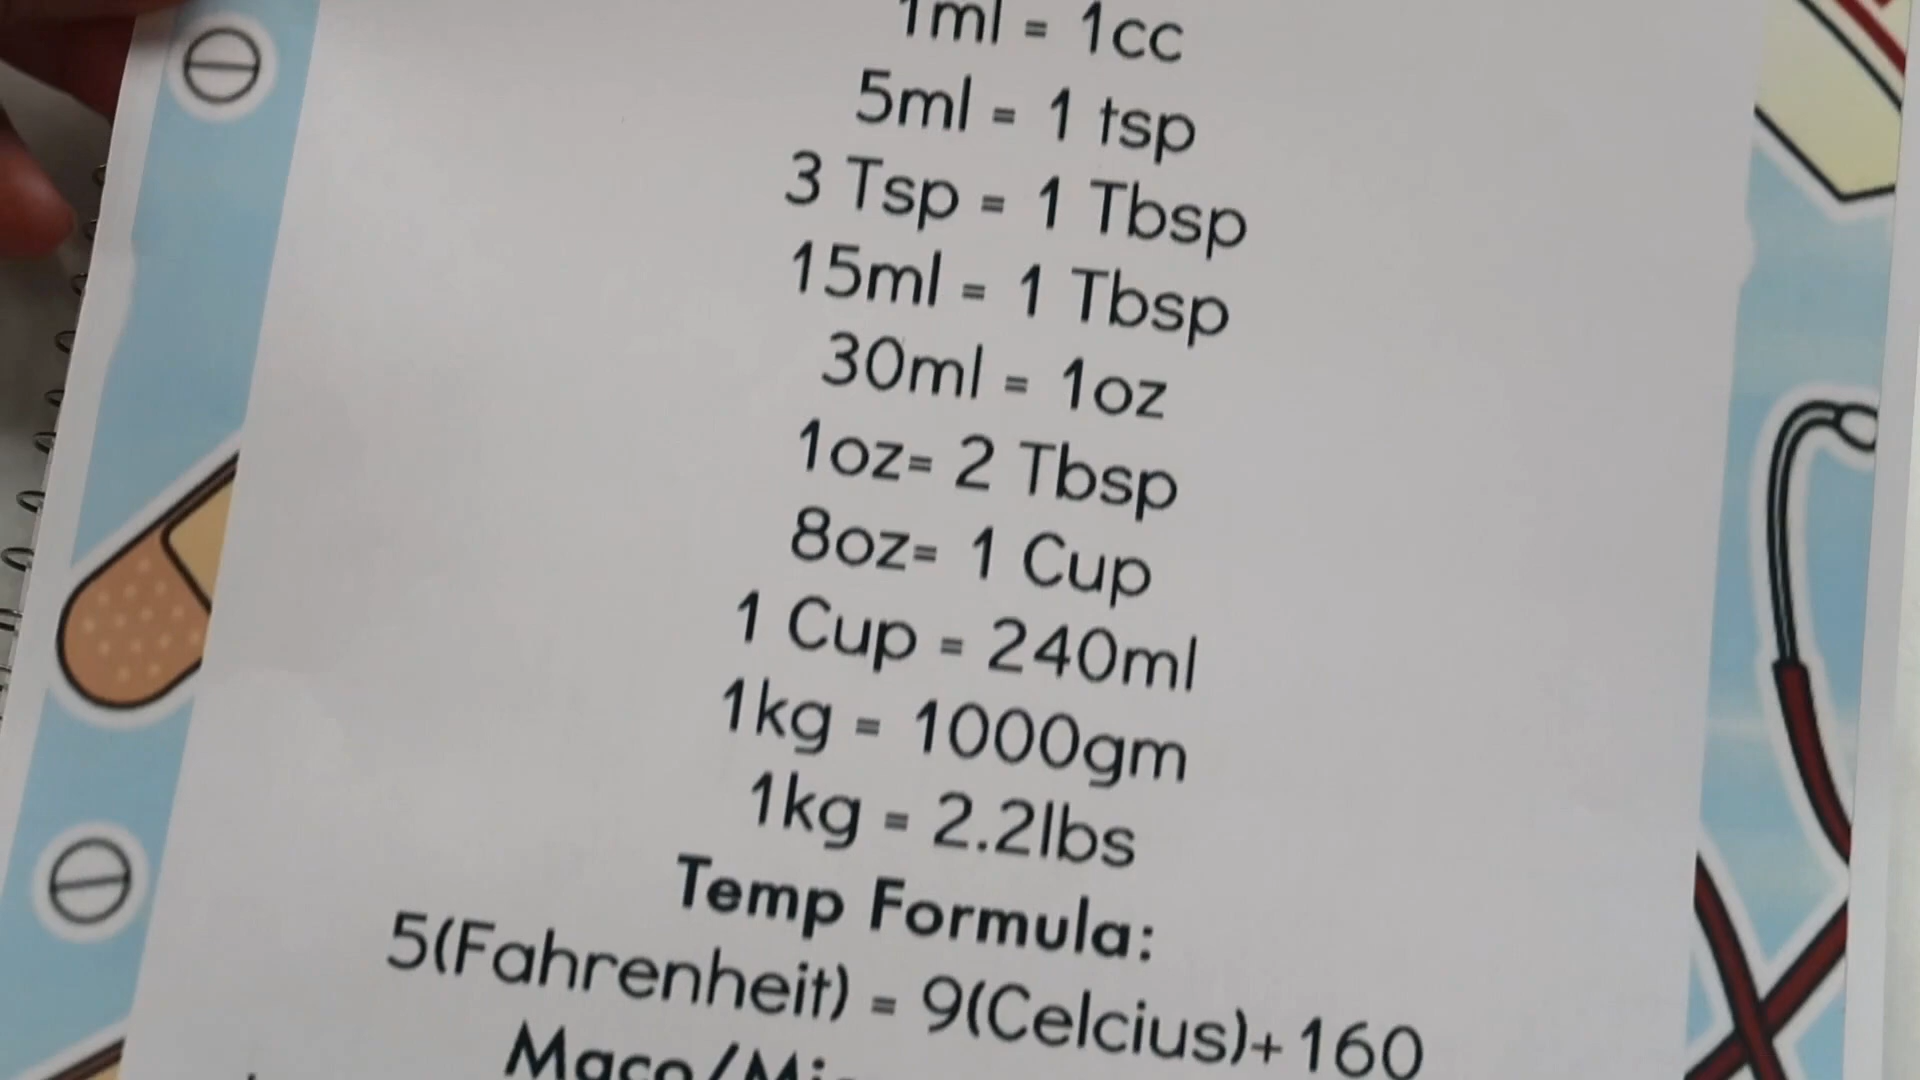 1ml = 1cc
5ml = 1 tsp
3 Tsp = 1 Tbsp
15ml = 1 Tbsp
30ml = 1oz
1oz= 2 Tbsp
8oz= 1 Cup
1 Cup = 240ml
1kg = 1000gm
1kg = 2.2lbs
Temp Formula:
5(Fahrenheit) = 9(Celcius)+160